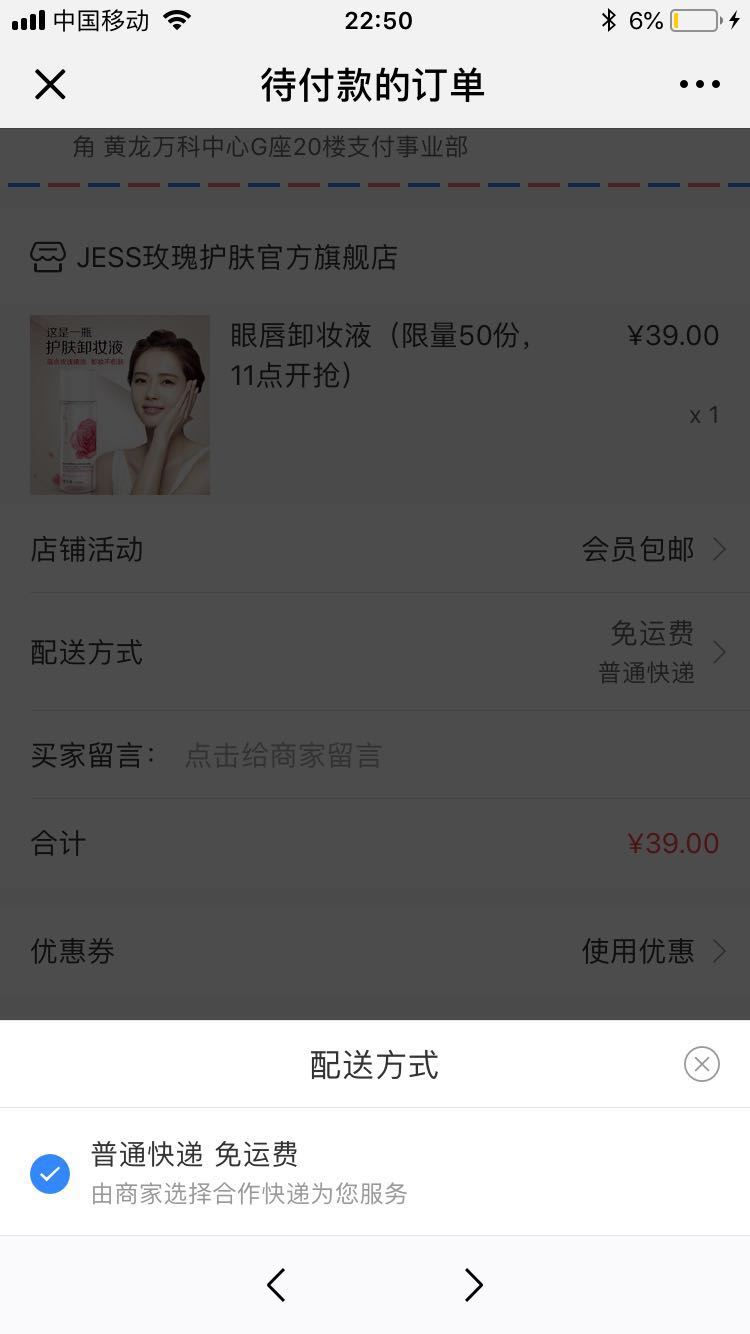 中国移动
22:50
6%
待付款的订单
角 黄龙万科中心G座20楼支付事业部
JESS玫瑰护肤官方旗舰店
这是一瓶
护肤卸妆液
眼唇卸妆液（限量50份，
11点开抢）
¥39.00
x 1
店铺活动
会员包邮
配送方式
免运费
普通快递
买家留言：
点击给商家留言
合计
¥39.00
优惠券
使用优惠
配送方式
普通快递 免运费
由商家选择合作快递为您服务